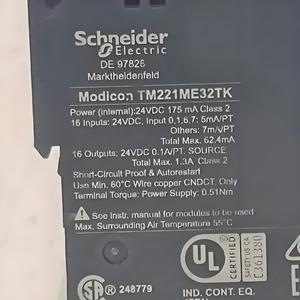 Schneider
Electric
DE 97828
Marktheidenfeld
Modicon TM221ME32TK
Power (internal):24VDC 175 mA Class 2
16 Inputs: 24VDC, Input 0,1,6,7: 5mA/PT
Others: 7mA/PT
Total Max. 62.4mA
16 Outputs: 24VDC 0.1A/PT. SOURCE
Total Max. 1.3A Class 2
Short-Circuit Proof & Autorestart
Use Min. 60°C Wire copper CNDCT. Only
Terminal Torque: Power Supply: 0.51Nm
See instr. manual for modules to be used
Max. Surrounding Air Temperature 55°C
248779
UL
IND. CONT. EQ.
SAFETY US-CA
E361380